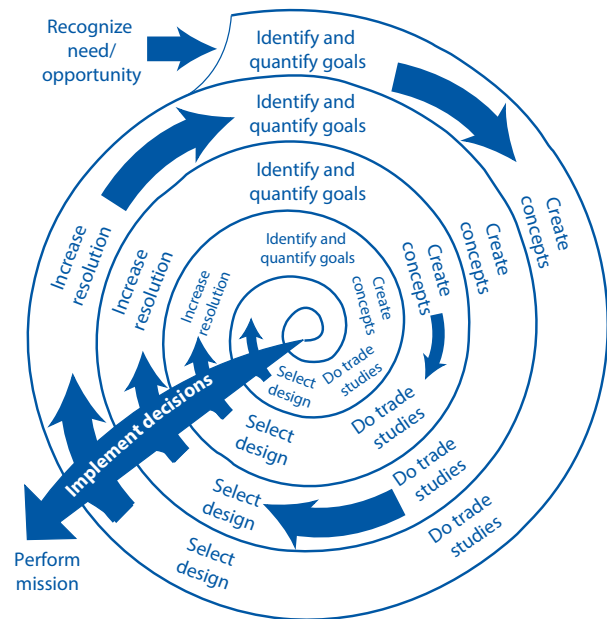 Recognize
need/
opportunity
Identify and
quantify goals
Identify and
quantify goals
Identify and
quantify goals
Identify and
quantify goals
Create
concepts
Create
concepts
Create
concepts
Create
concepts
Increase
resolution
Increase
resolution
Increase
resolution
Do trade
studies
Do trade
studies
Do trade
studies
Do trade
studies
Select
design
Select
design
Select
design
Select
design
Implement decisions
Perform
mission